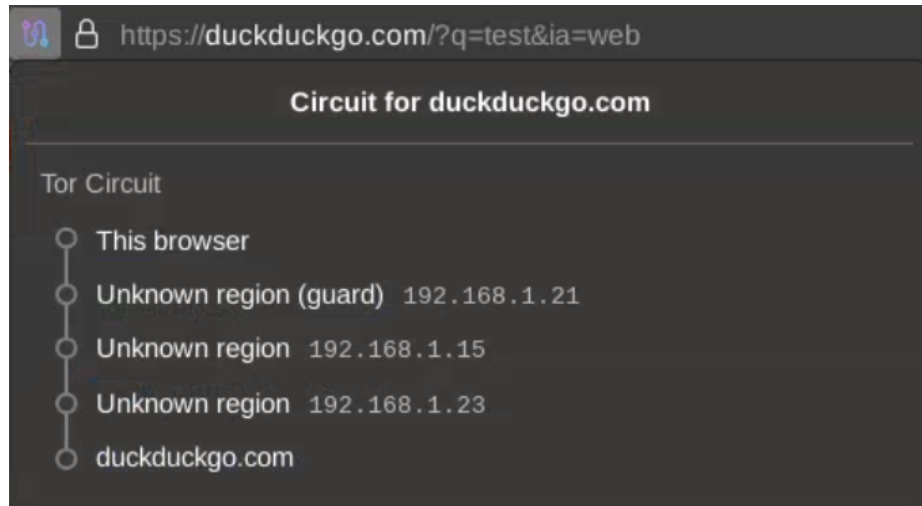 https://duckduckgo.com/?q=test&ia=web
Circuit for duckduckgo.com
Tor Circuit
This browser
Unknown region (guard) 192.168.1.21
Unknown region 192.168.1.15
Unknown region 192.168.1.23
duckduckgo.com